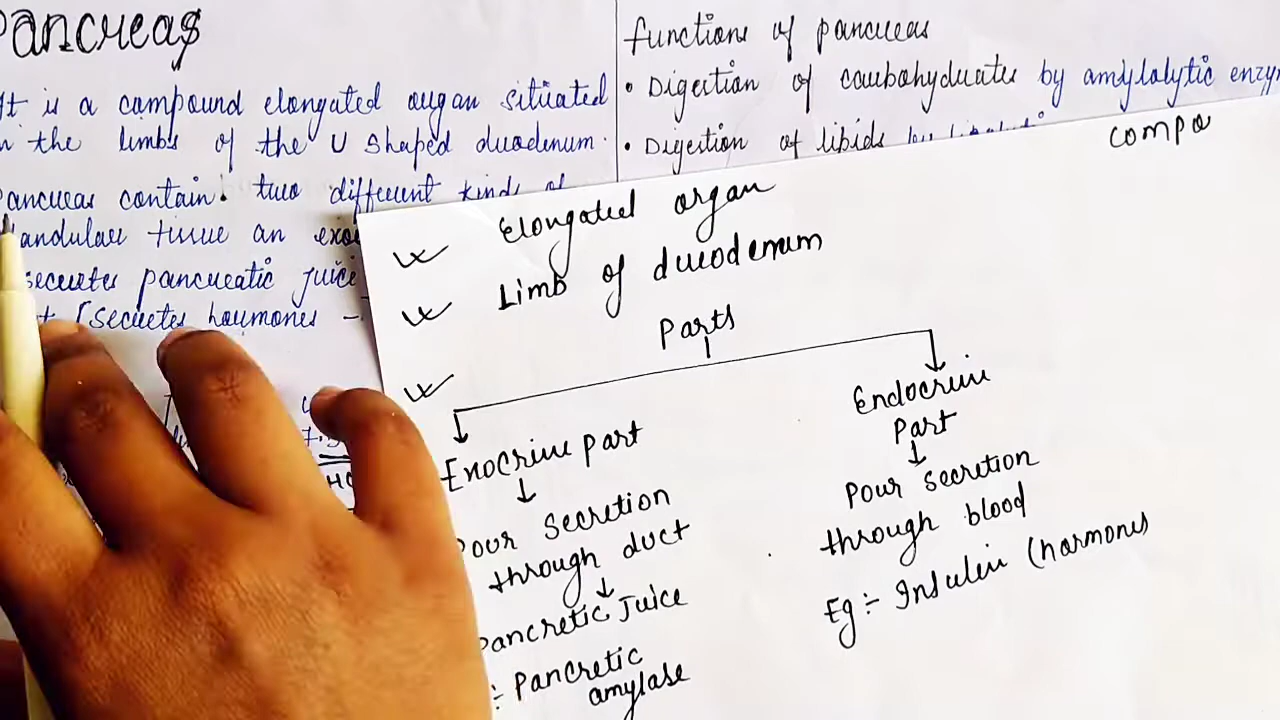 Pancreas
It is a compound elongated organ situated
in the limbs of the U shaped duodenum.
Pancreas contain two different kinds of
glandular tissue an exo
secretes pancreatic juice
[secretes hormones -
functions of pancreas
• Digestion of carbohydrates by amylolytic enzy
• Digestion of libids by
compo
Elongated organ
Limb of duodenum
Parts
Exocrine part
Pour Secretion
through duct
Pancretic Juice
Pancretic
amylase
Endocrine
Part
Pour Secretion
through blood
Eg :- Insulin (harmones